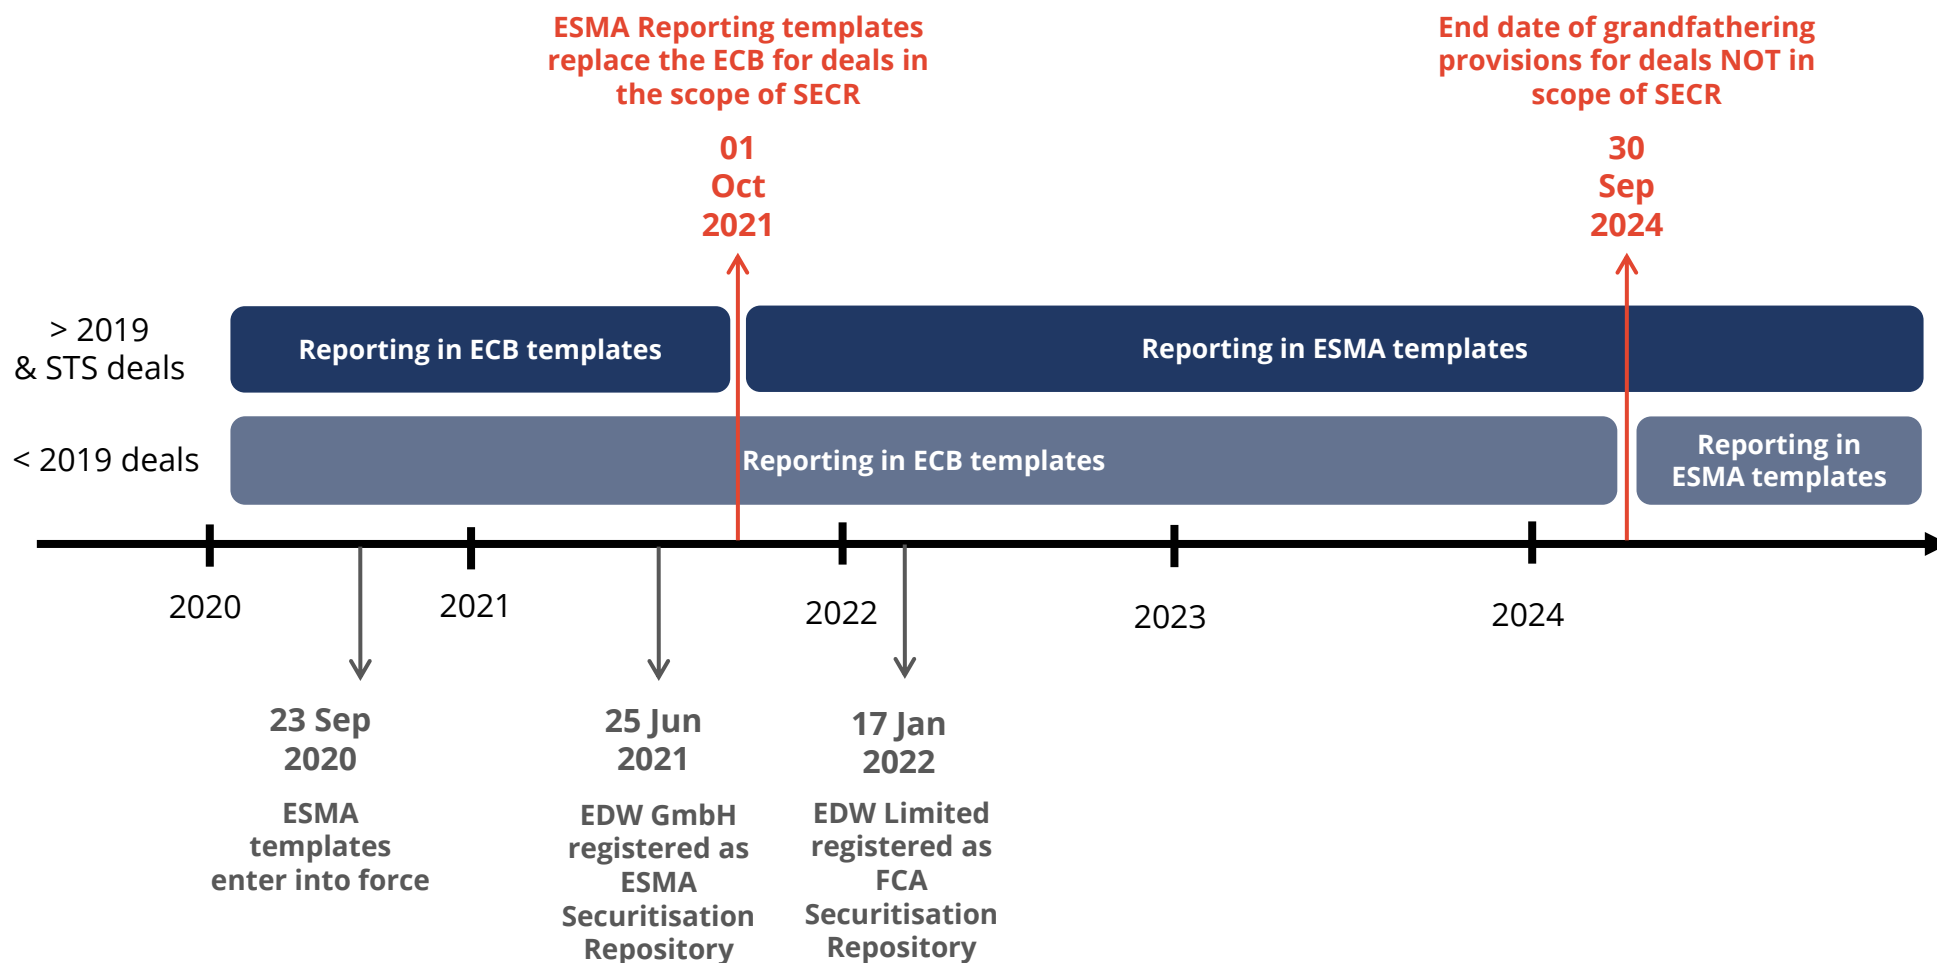 ESMA Reporting templates
replace the ECB for deals in
the scope of SECR
01
Oct
2021
End date of grandfathering
provisions for deals NOT in
scope of SECR
30
Sep
2024
> 2019
& STS deals
Reporting in ECB templates
Reporting in ESMA templates
< 2019 deals
Reporting in ECB templates
Reporting in
ESMA templates
2020
2021
2022
2023
2024
23 Sep
2020
ESMA
templates
enter into force
25 Jun
2021
EDW GmbH
registered as
ESMA
Securitisation
Repository
17 Jan
2022
EDW Limited
registered as
FCA
Securitisation
Repository